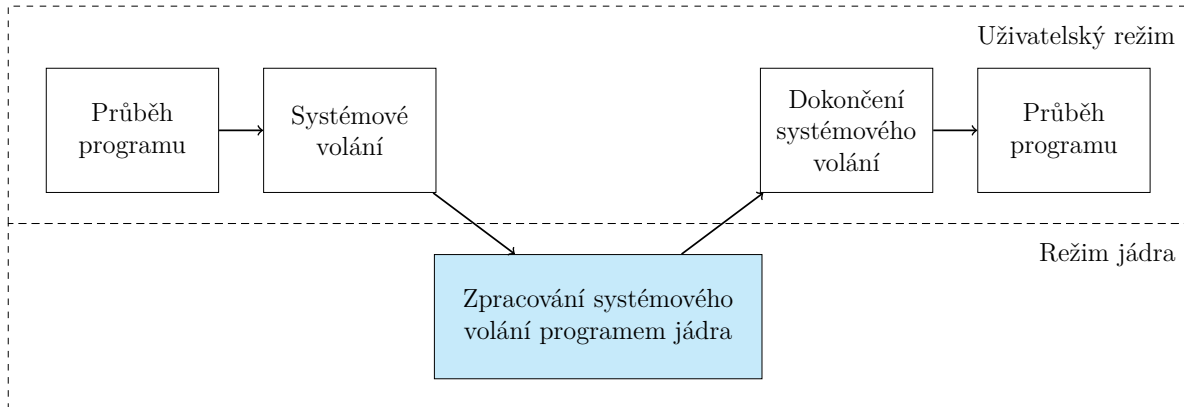 Uživatelský režim
Průběh
programu
Systémové
volání
Dokončení
systémového
volání
Průběh
programu
Režim jádra
Zpracování systémového
volání programem jádra